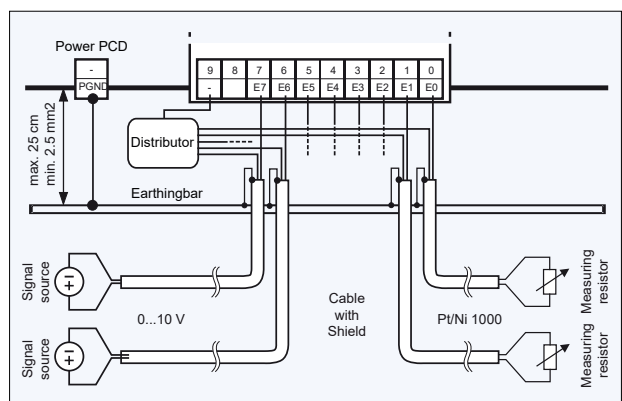 Power PCD
-
PGND
9 8 7 6 5 4 3 2 1 0
- E7 E6 E5 E4 E3 E2 E1 E0
max. 25 cm
min. 2.5 mm2
Distributor
Earthingbar
Signal
source
0...10 V
Cable
with
Shield
Pt/Ni 1000
Measuring
resistor
Signal
source
Measuring
resistor